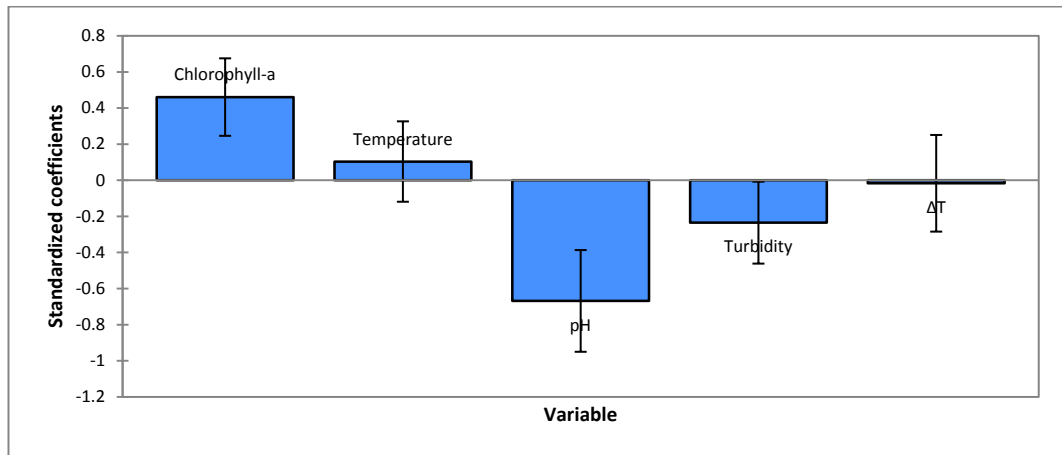 0.8
0.6
0.4
0.2
0
-0.2
-0.4
-0.6
-0.8
-1
-1.2
Standardized coefficients
Chlorophyll-a
Temperature
pH
Turbidity
ΔT
Variable